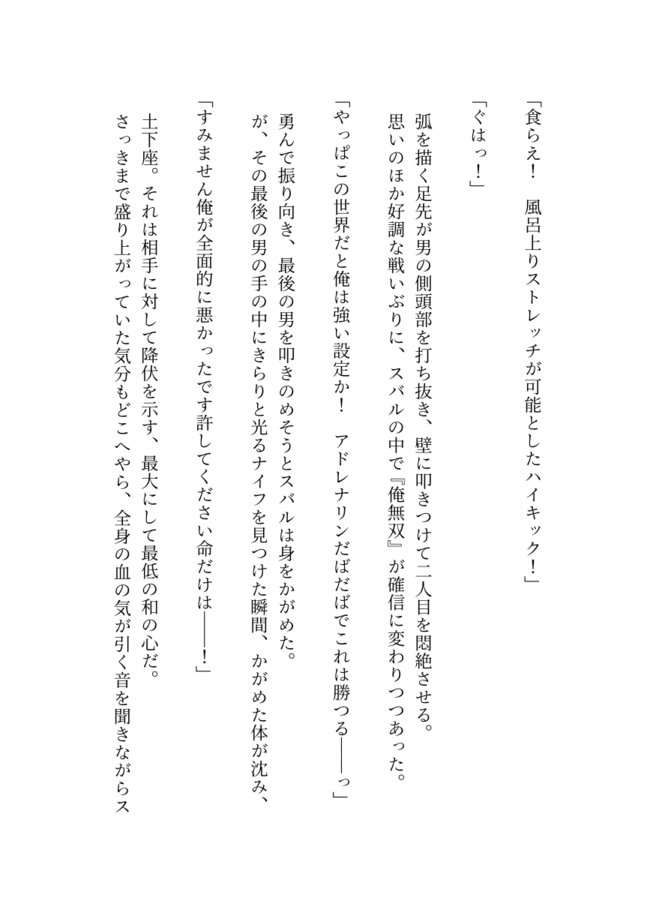 「食らえ！　風呂上りストレッチが可能としたハイキック！」
「ぐはっ！」
弧を描く足先が男の側頭部を打ち抜き、壁に叩きつけて二人目を悶絶させる。
思いのほか好調な戦いぶりに、スバルの中で『俺無双』が確信に変わりつつあった。
「やっぱこの世界だと俺は強い設定か！　アドレナリンだばだばでこれは勝つる――っ」
勇んで振り向き、最後の男を叩きのめそうとスバルは身をかがめた。
が、その最後の男の手の中にきらりと光るナイフを見つけた瞬間、かがめた体が沈み、
「すみません俺が全面的に悪かったです許してください命だけは――！」
土下座。それは相手に対して降伏を示す、最大にして最低の和の心だ。
さっきまで盛り上がっていた気分もどこへやら、全身の血の気が引く音を聞きながらス